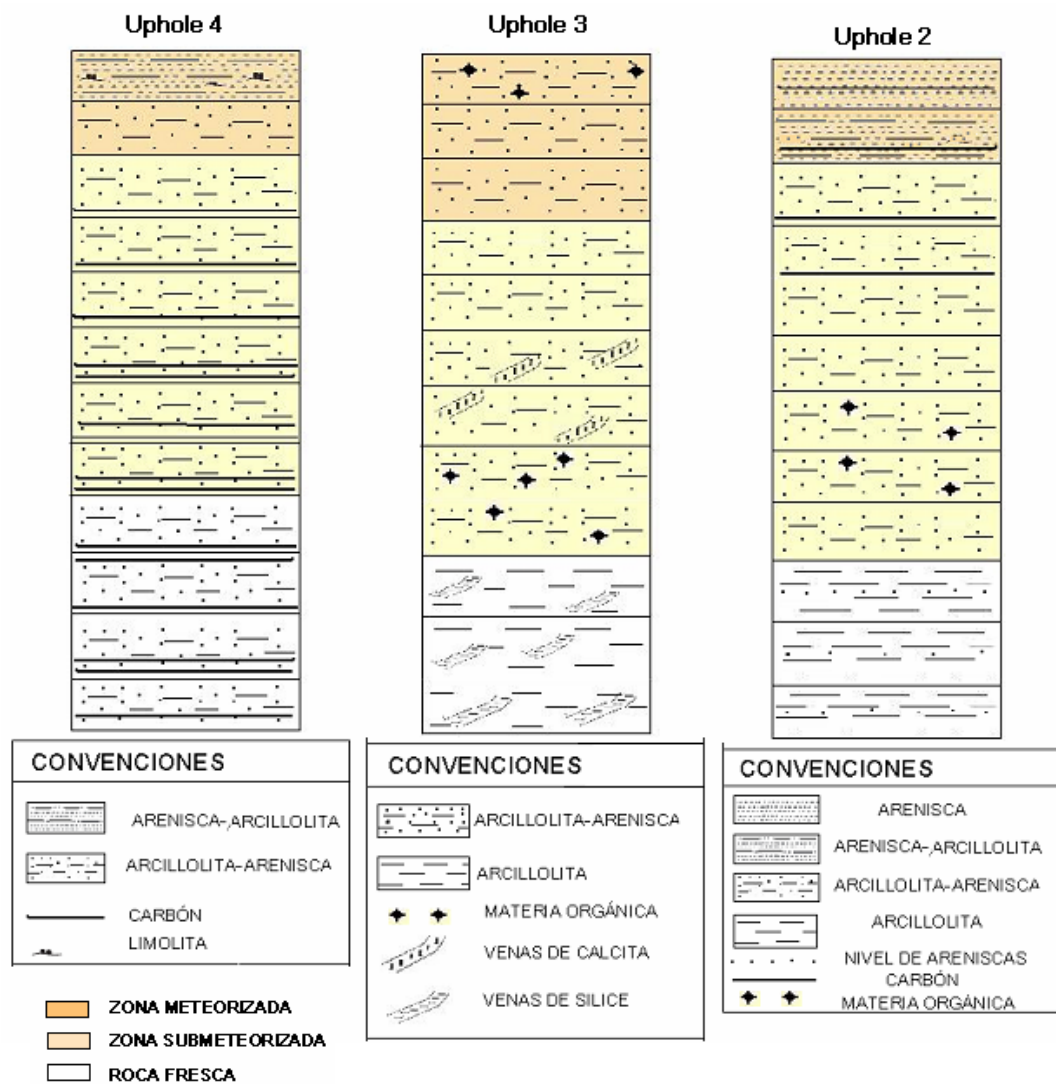 Uphole 4
Uphole 3
Uphole 2
CONVENCIONES
ARENISCA-,ARCILLOLITA
ARCILLOLITA-ARENISCA
CARBÓN
LIMOLITA
CONVENCIONES
ARCILLOLITA-ARENISCA
ARCILLOLITA
MATERIA ORGÁNICA
VENAS DE CALCITA
VENAS DE SILICE
CONVENCIONES
ARENISCA
ARENISCA-,ARCILLOLITA
ARCILLOLITA-ARENISCA
ARCILLOLITA
NIVEL DE ARENISCAS
CARBÓN
MATERIA ORGÁNICA
ZONA METEORIZADA
ZONA SUBMETEORIZADA
ROCA FRESCA